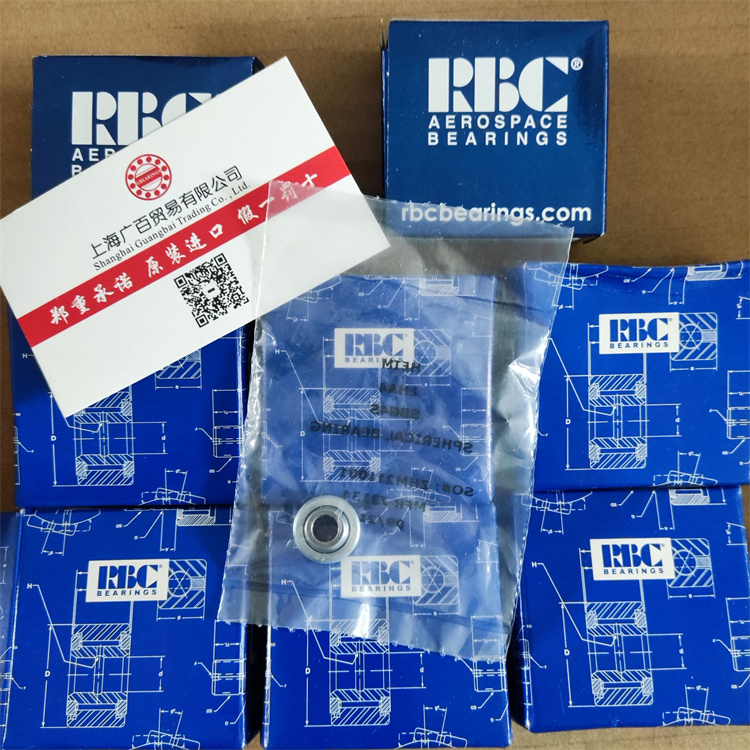 RBC
AEROSPACE
BEARINGS
RBC®
AEROSPACE
BEARINGS
rbcbearings.com
上海广百贸易有限公司
Shanghai Guangbai Trading Co., Ltd.
郑重承诺 原装进口 假一罚十
RBC
BEARINGS
HEIM
SPHERICAL BEARING
RBC
BEARINGS
RBC
BEARINGS
RBC
BEARINGS
RBC
BEARINGS